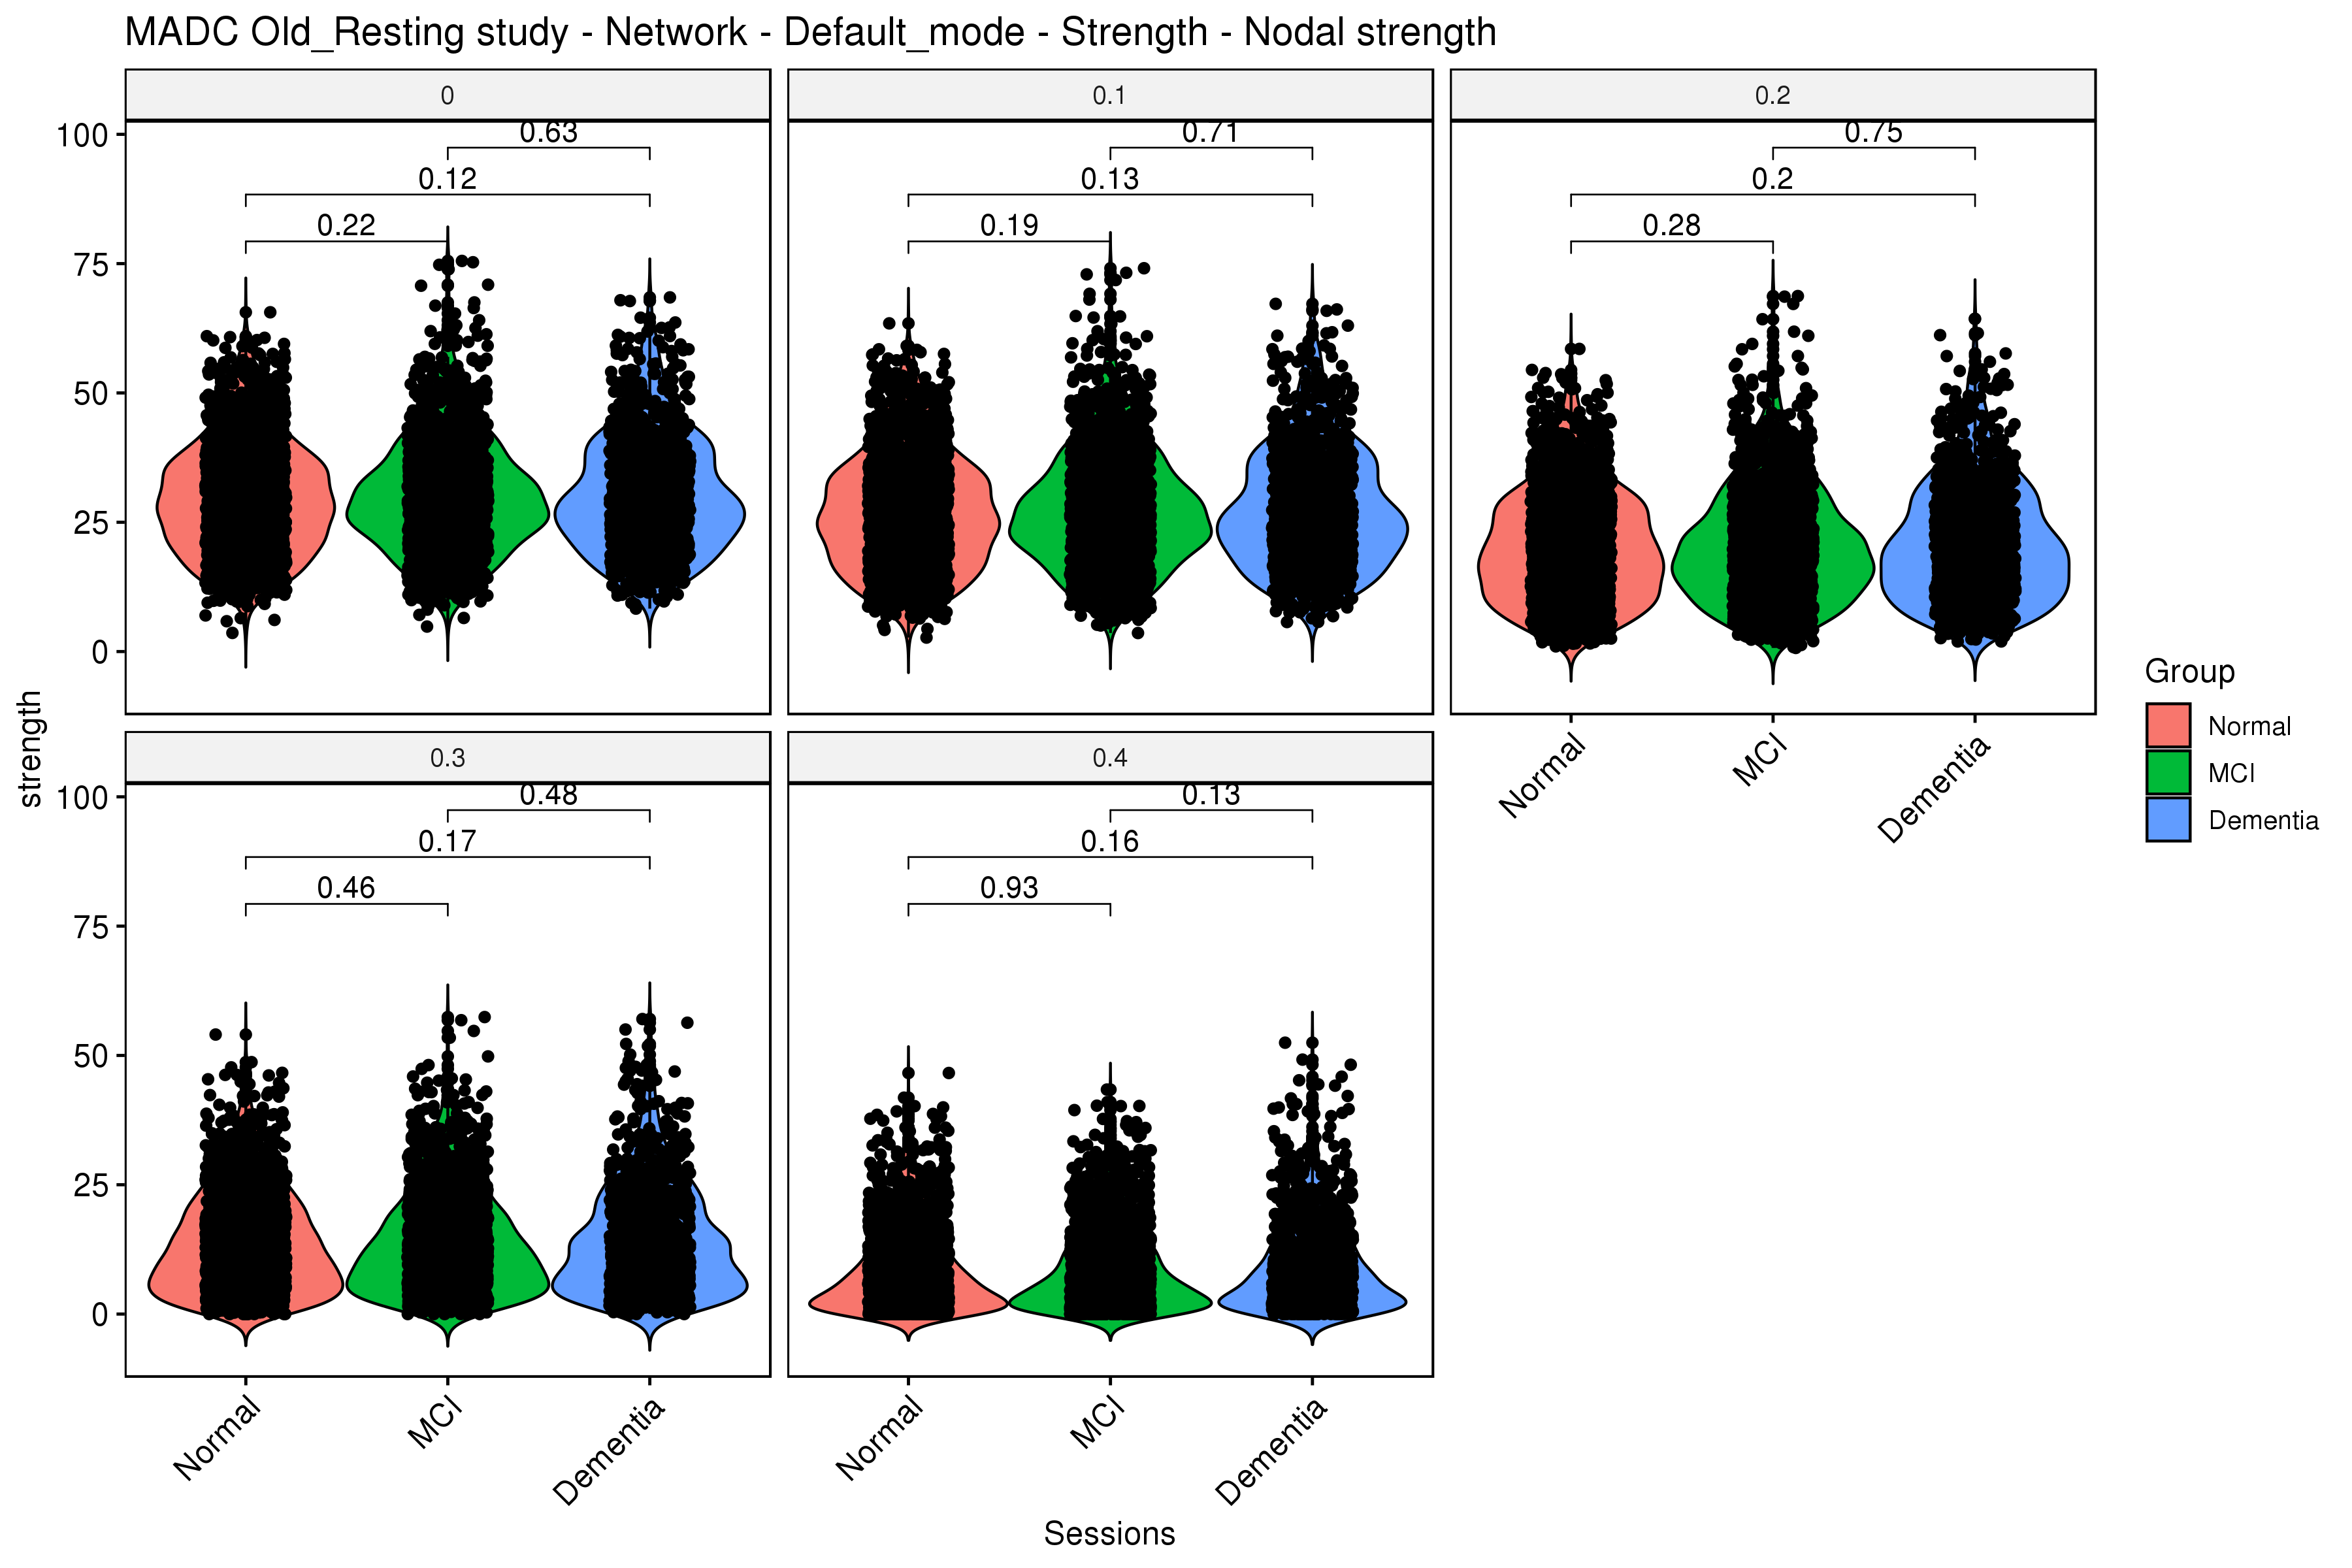 MADC Old_Resting study - Network - Default_mode - Strength - Nodal strength
0
0.1
0.2
100
75
50
25
0
0.63
0.12
0.22
0.71
0.13
0.19
0.75
0.2
0.28
Normal
MCI
Dementia
strength
0.3
0.4
100
75
50
25
0
0.48
0.17
0.46
0.13
0.16
0.93
Normal
MCI
Dementia
Normal
MCI
Dementia
Sessions
Group
Normal
MCI
Dementia